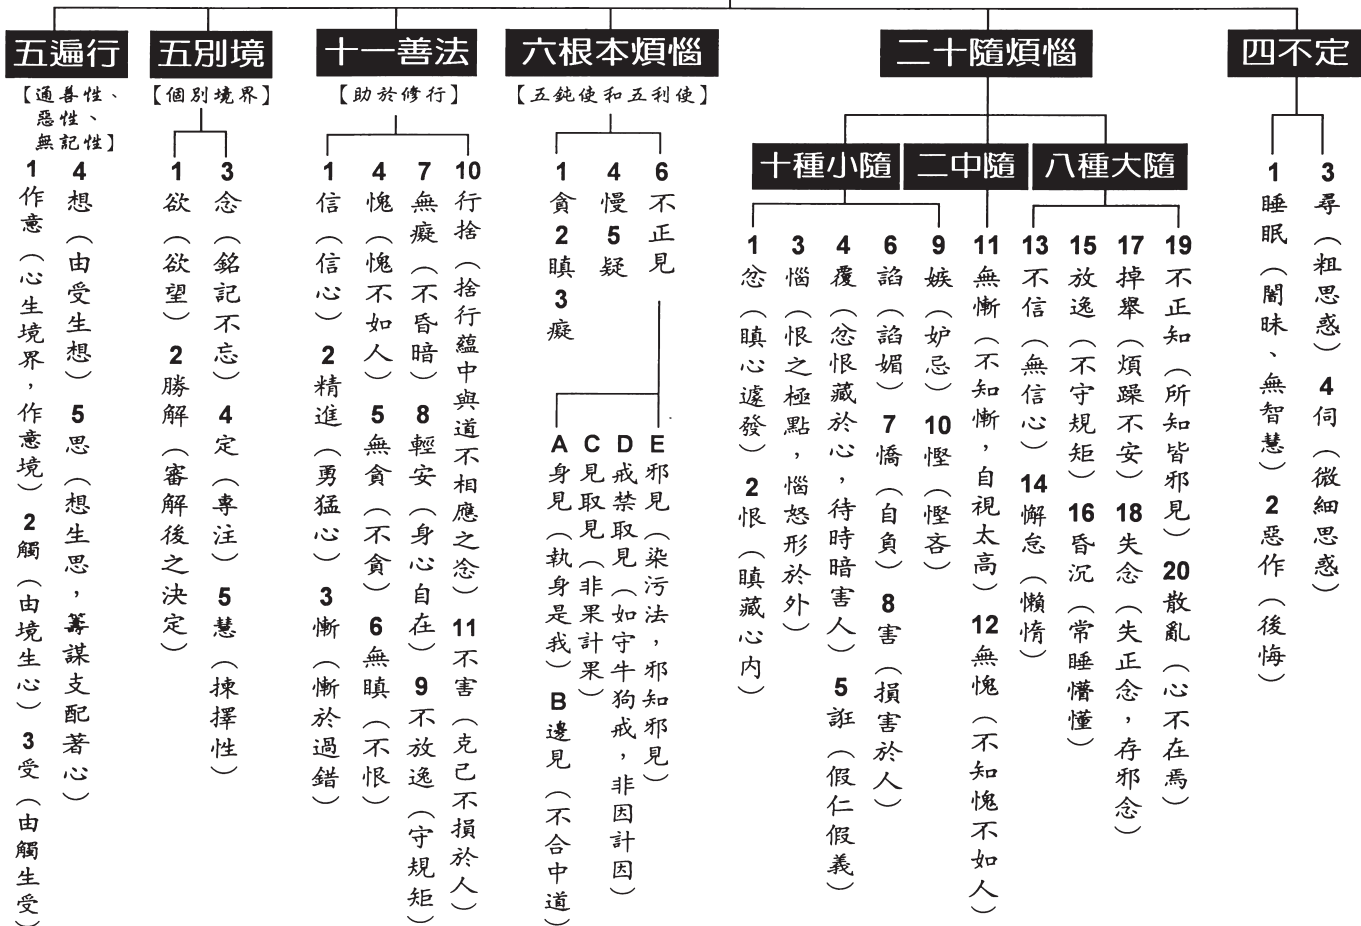 五遍行
【通善性、
惡性、
無記性】
1 作意（心生境界，作意境）2 觸（由境生心）3 受（由觸生受）
4 想（由受生想）5 思（想生思，籌謀支配著心）
五別境
【個別境界】
1 欲（欲望）2 勝解（審解後之決定）
3 念（銘記不忘）4 定（專注）5 慧（揀擇性）
十一善法
【助於修行】
1 信（信心）2 精進（勇猛心）3 慚（慚於過錯）
4 愧（愧不如人）5 無貪（不貪）6 無瞋（不恨）
7 無癡（不昏暗）8 輕安（身心自在）9 不放逸（守規矩）
10 行捨（捨行蘊中與道不相應之念）11 不害（克己不損於人）
六根本煩惱
【五鈍使和五利使】
1 貪 2 瞋 3 癡
4 慢 5 疑
6 不正見
A 身見（執身是我）B 邊見（不合中道）
C 見取見（非果計果）
D 戒禁取見（如守牛狗戒，非因計因）
E 邪見（染污法，邪知邪見）
二十隨煩惱
十種小隨
1 忿（瞋心遽發）2 恨（瞋藏心内）
3 惱（恨之極點，惱怒形於外）
4 覆（忿恨藏於心，待時暗害人）5 誑（假仁假義）
6 諂（諂媚）7 憍（自負）8 害（損害於人）
9 嫉（妒忌）10 慳（慳吝）
二中隨
11 無慚（不知慚，自視太高）12 無愧（不知愧不如人）
八種大隨
13 不信（無信心）14 懈怠（懶惰）
15 放逸（不守規矩）16 昏沉（常睡懵懂）
17 掉舉（煩躁不安）18 失念（失正念，存邪念）
19 不正知（所知皆邪見）20 散亂（心不在焉）
四不定
1 睡眠（闇昧、無智慧）2 惡作（後悔）
3 尋（粗思惑）4 伺（微細思惑）